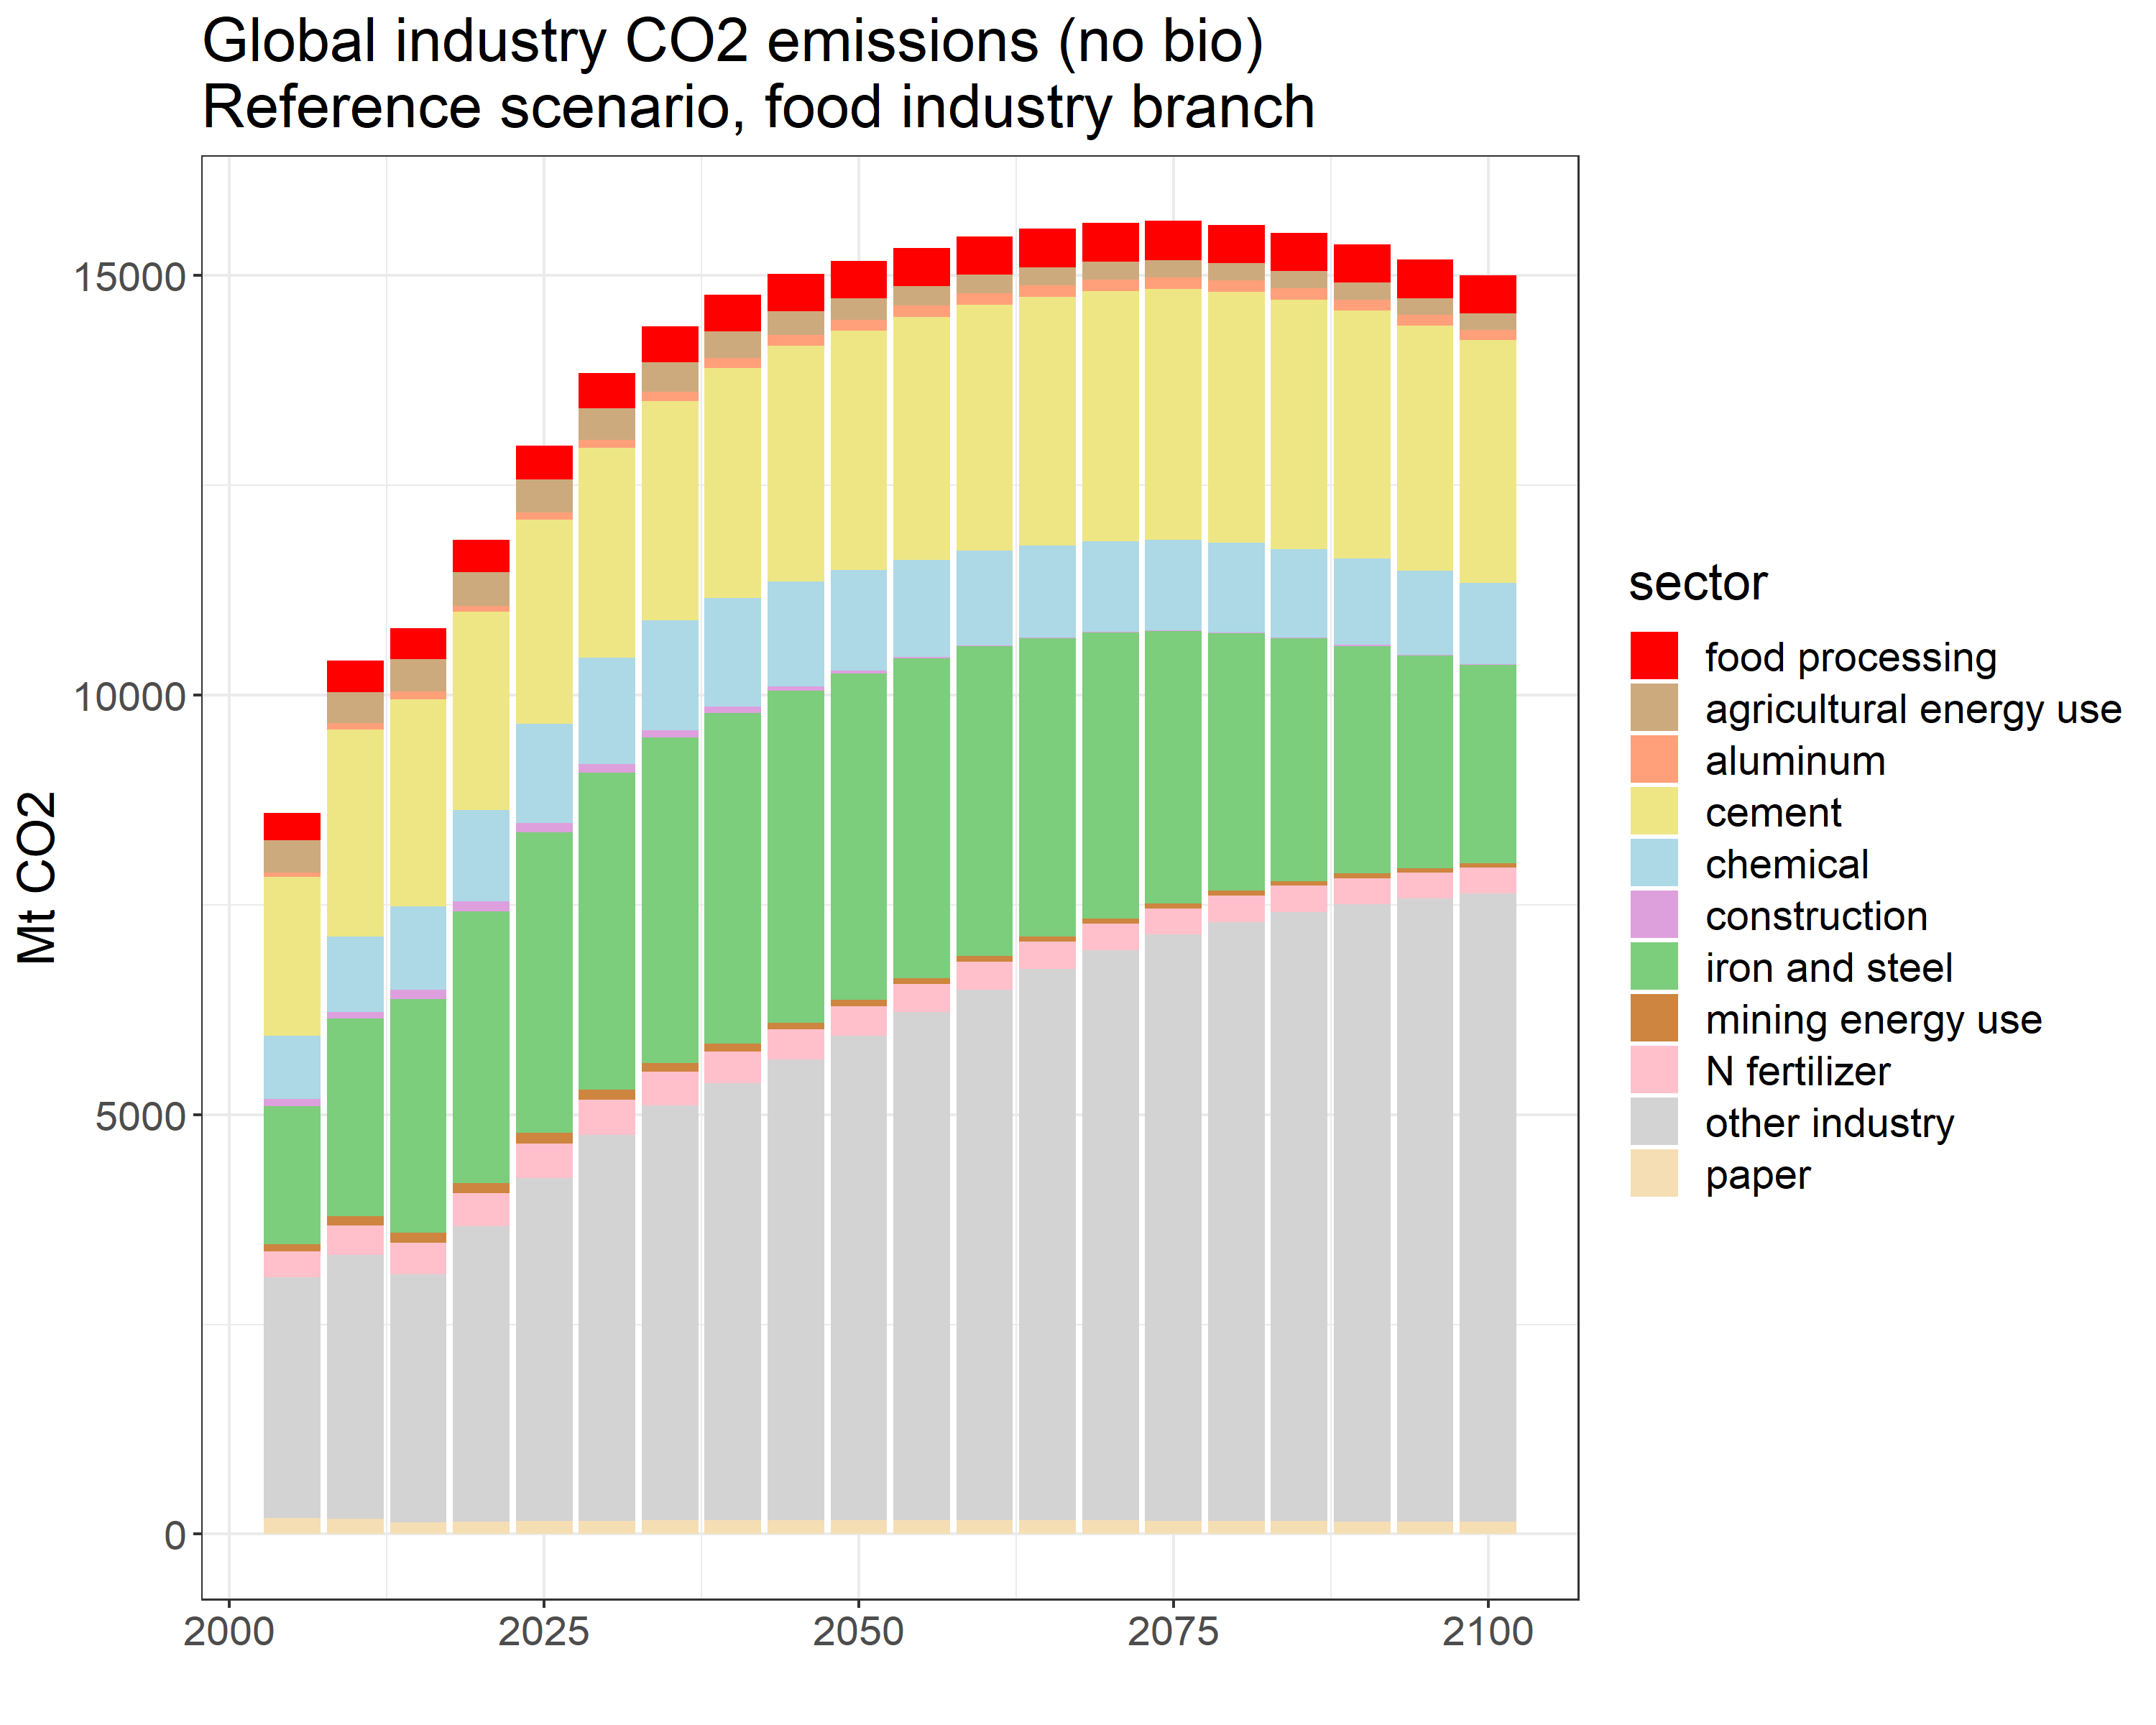 Global industry CO2 emissions (no bio)
Reference scenario, food industry branch
Mt CO2
15000
10000
5000
0
2000
2025
2050
2075
2100
sector
food processing
agricultural energy use
aluminum
cement
chemical
construction
iron and steel
mining energy use
N fertilizer
other industry
paper